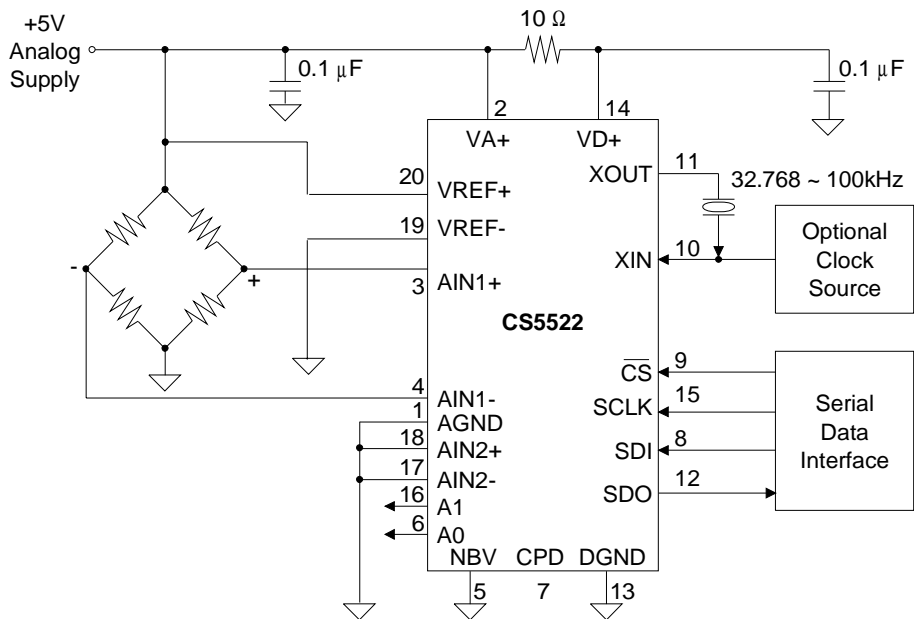 +5V
Analog
Supply
10 Ω
0.1 μF
0.1 μF
2
14
VA+
VD+
20
VREF+
XOUT
11
32.768 ~ 100kHz
19
VREF-
XIN
10
Optional
Clock
Source
-
+
3
AIN1+
CS5522
4
AIN1-
1
AGND
18
AIN2+
17
AIN2-
16
A1
6
A0
CS
9
SCLK
15
SDI
8
SDO
12
Serial
Data
Interface
NBV
CPD
DGND
5
7
13